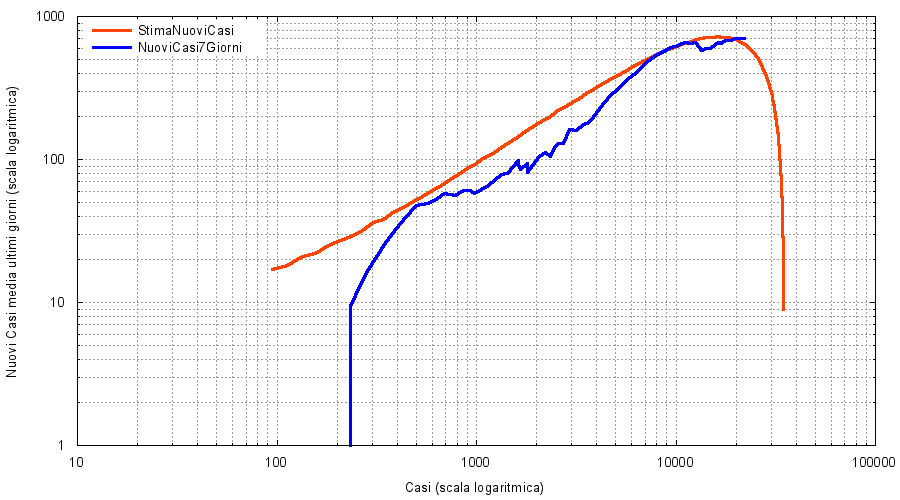 1000
StimaNuoviCasi
NuoviCasi7Giorni
100
10
1
Nuovi Casi media ultimi giorni (scala logaritmica)
10
100
1000
10000
100000
Casi (scala logaritmica)